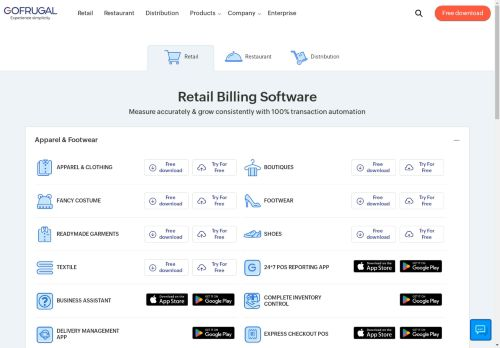 GOFRUGAL
Experience simplicity
Retail Restaurant Distribution Products Company Enterprise
Free download
Retail Restaurant Distribution
Retail Billing Software
Measure accurately & grow consistently with 100% transaction automation
Apparel & Footwear
APPAREL & CLOTHING
Free download
Try For Free
BOUTIQUES
Free download
Try For Free
FANCY COSTUME
Free download
Try For Free
FOOTWEAR
Free download
Try For Free
READYMADE GARMENTS
Free download
Try For Free
SHOES
Free download
Try For Free
TEXTILE
Free download
Try For Free
24*7 POS REPORTING APP
Download on the
App Store
GET IT ON
Google Play
BUSINESS ASSISTANT
Download on the
App Store
GET IT ON
Google Play
COMPLETE INVENTORY
CONTROL
GET IT ON
Google Play
DELIVERY MANAGEMENT
APP
GET IT ON
Google Play
EXPRESS CHECKOUT POS
Download on the
App Store
GET IT ON
Google Play